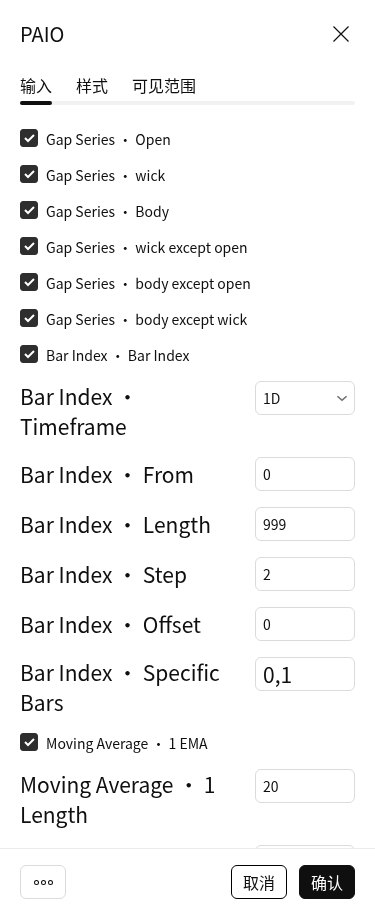 PAIO
输入 样式 可见范围
Gap Series • Open
Gap Series • wick
Gap Series • Body
Gap Series • wick except open
Gap Series • body except open
Gap Series • body except wick
Bar Index • Bar Index
Bar Index •
Timeframe
1D
Bar Index • From
0
Bar Index • Length
999
Bar Index • Step
2
Bar Index • Offset
0
Bar Index • Specific
Bars
0,1
Moving Average • 1 EMA
Moving Average • 1
Length
20
取消 确认